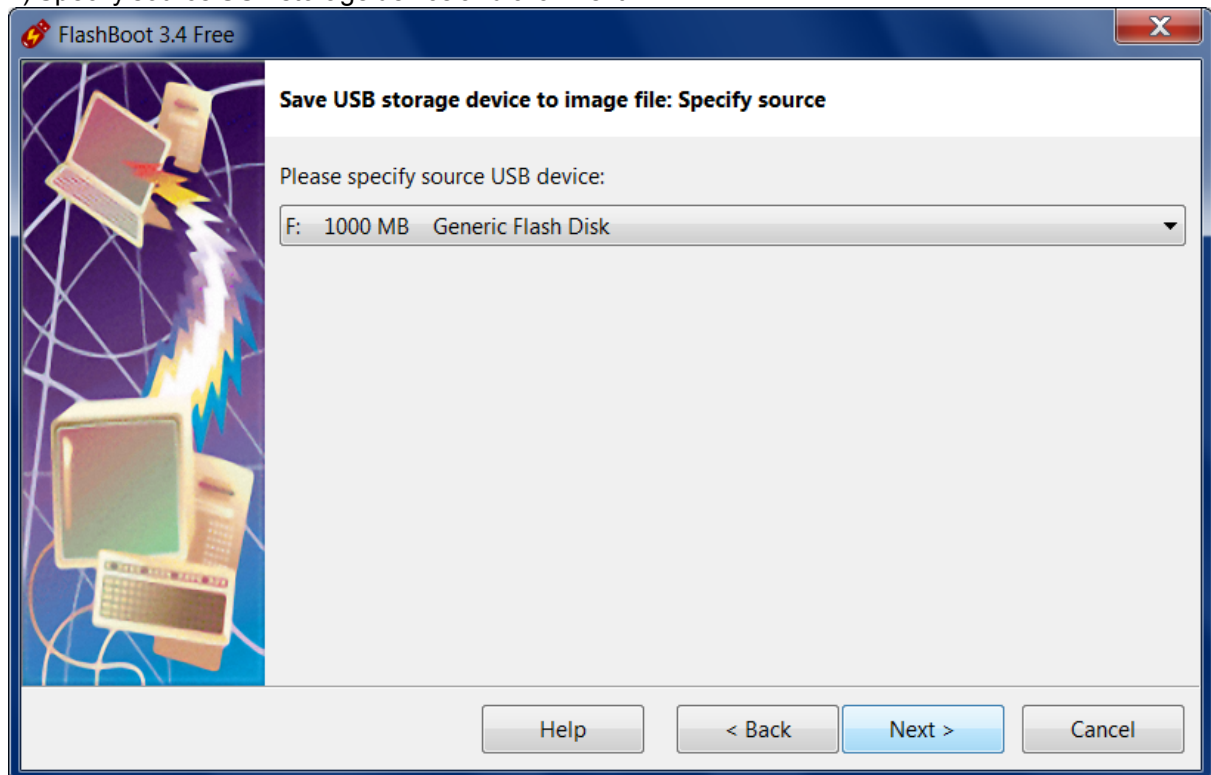 FlashBoot 3.4 Free
Save USB storage device to image file: Specify source
Please specify source USB device:
F: 1000 MB Generic Flash Disk
Help < Back Next > Cancel